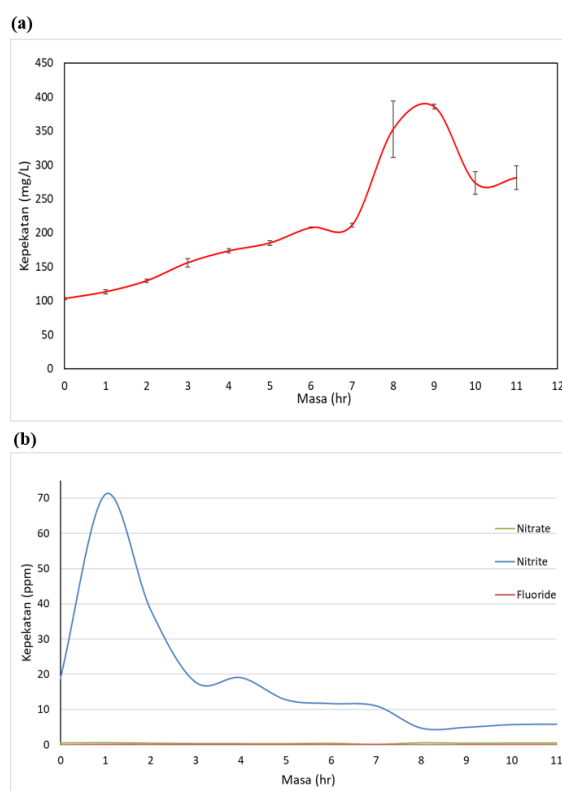 (a)
450
400
350
300
250
200
150
100
50
0
Kepekatan (mg/L)
0 1 2 3 4 5 6 7 8 9 10 11 12
Masa (hr)
(b)
70
60
50
40
30
20
10
0
Kepekatan (ppm)
Nitrate
Nitrite
Fluoride
0 1 2 3 4 5 6 7 8 9 10 11
Masa (hr)